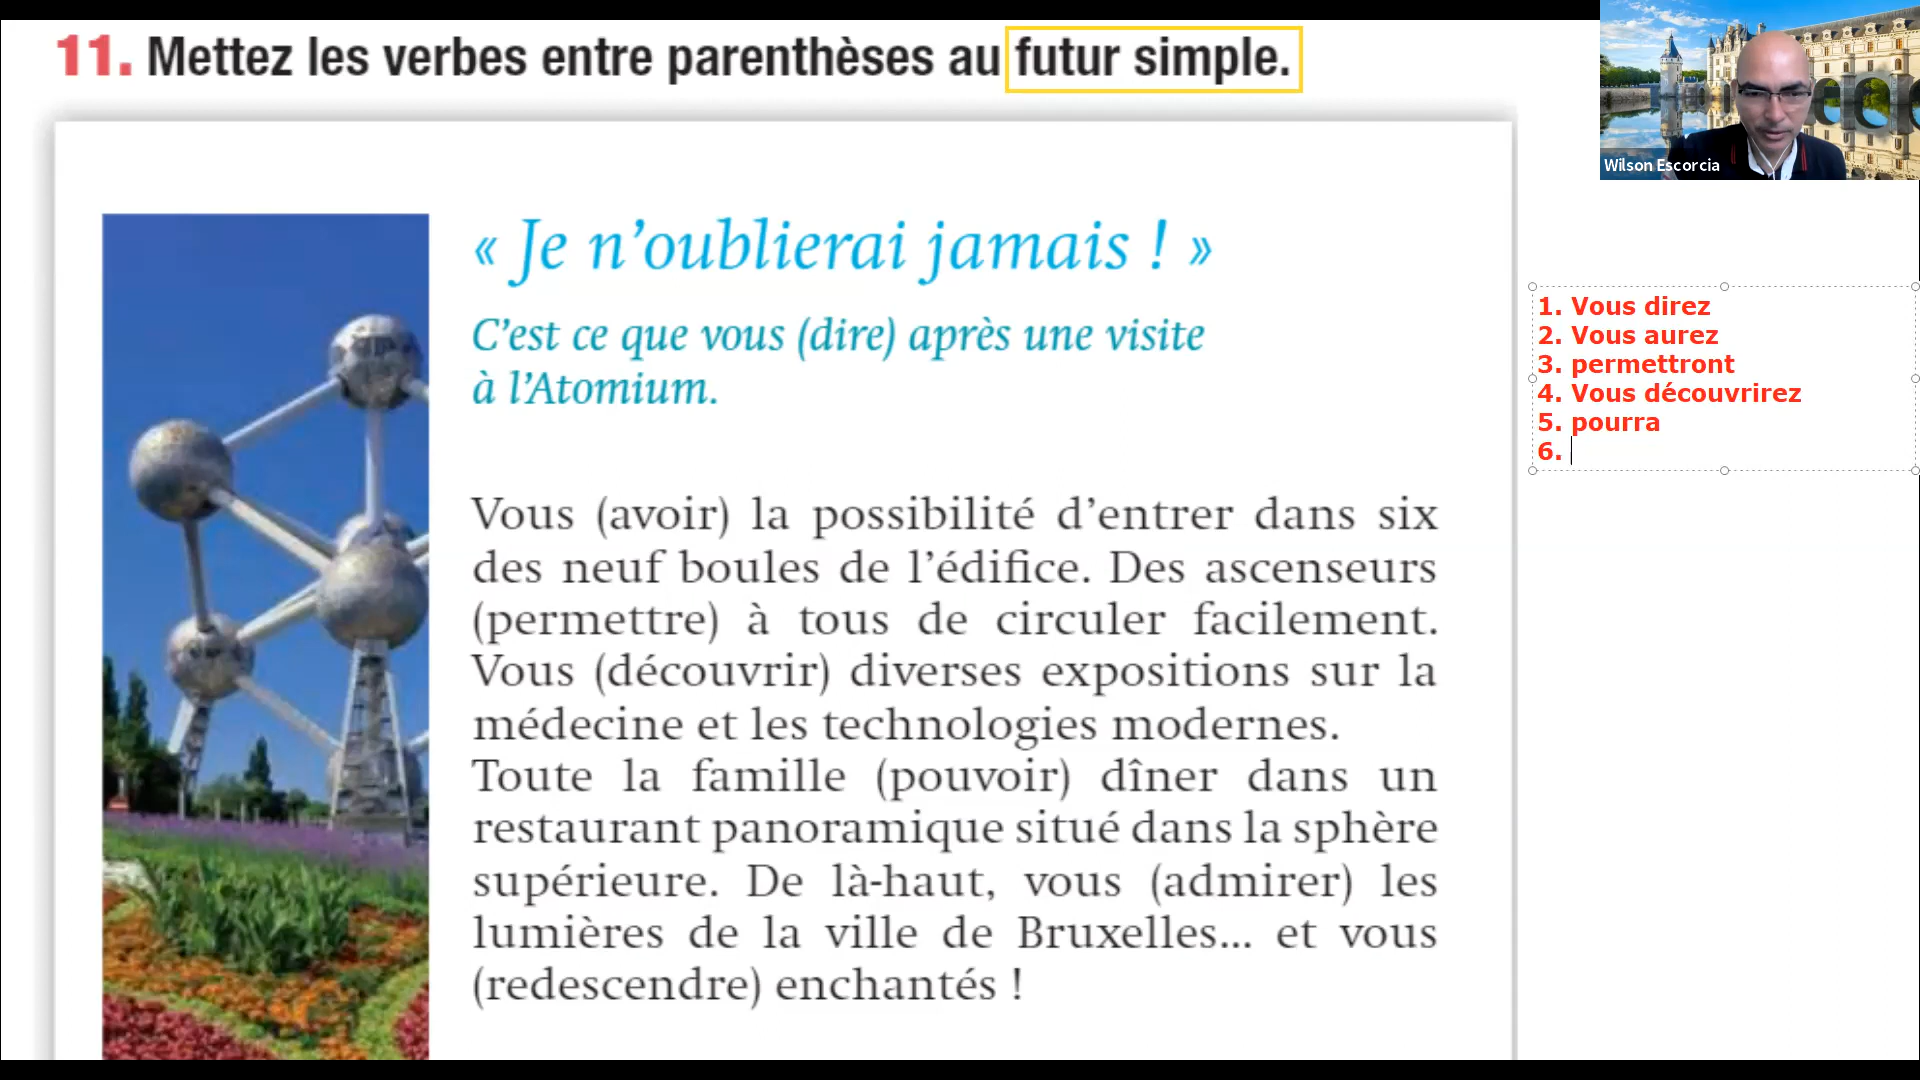 11. Mettez les verbes entre parenthèses au futur simple.
Wilson Escorcia
« Je n’oublierai jamais ! »
C’est ce que vous (dire) après une visite
à l’Atomium.
Vous (avoir) la possibilité d’entrer dans six
des neuf boules de l’édifice. Des ascenseurs
(permettre) à tous de circuler facilement.
Vous (découvrir) diverses expositions sur la
médecine et les technologies modernes.
Toute la famille (pouvoir) dîner dans un
restaurant panoramique situé dans la sphère
supérieure. De là-haut, vous (admirer) les
lumières de la ville de Bruxelles... et vous
(redescendre) enchantés !
1. Vous direz
2. Vous aurez
3. permettront
4. Vous découvrirez
5. pourra
6.